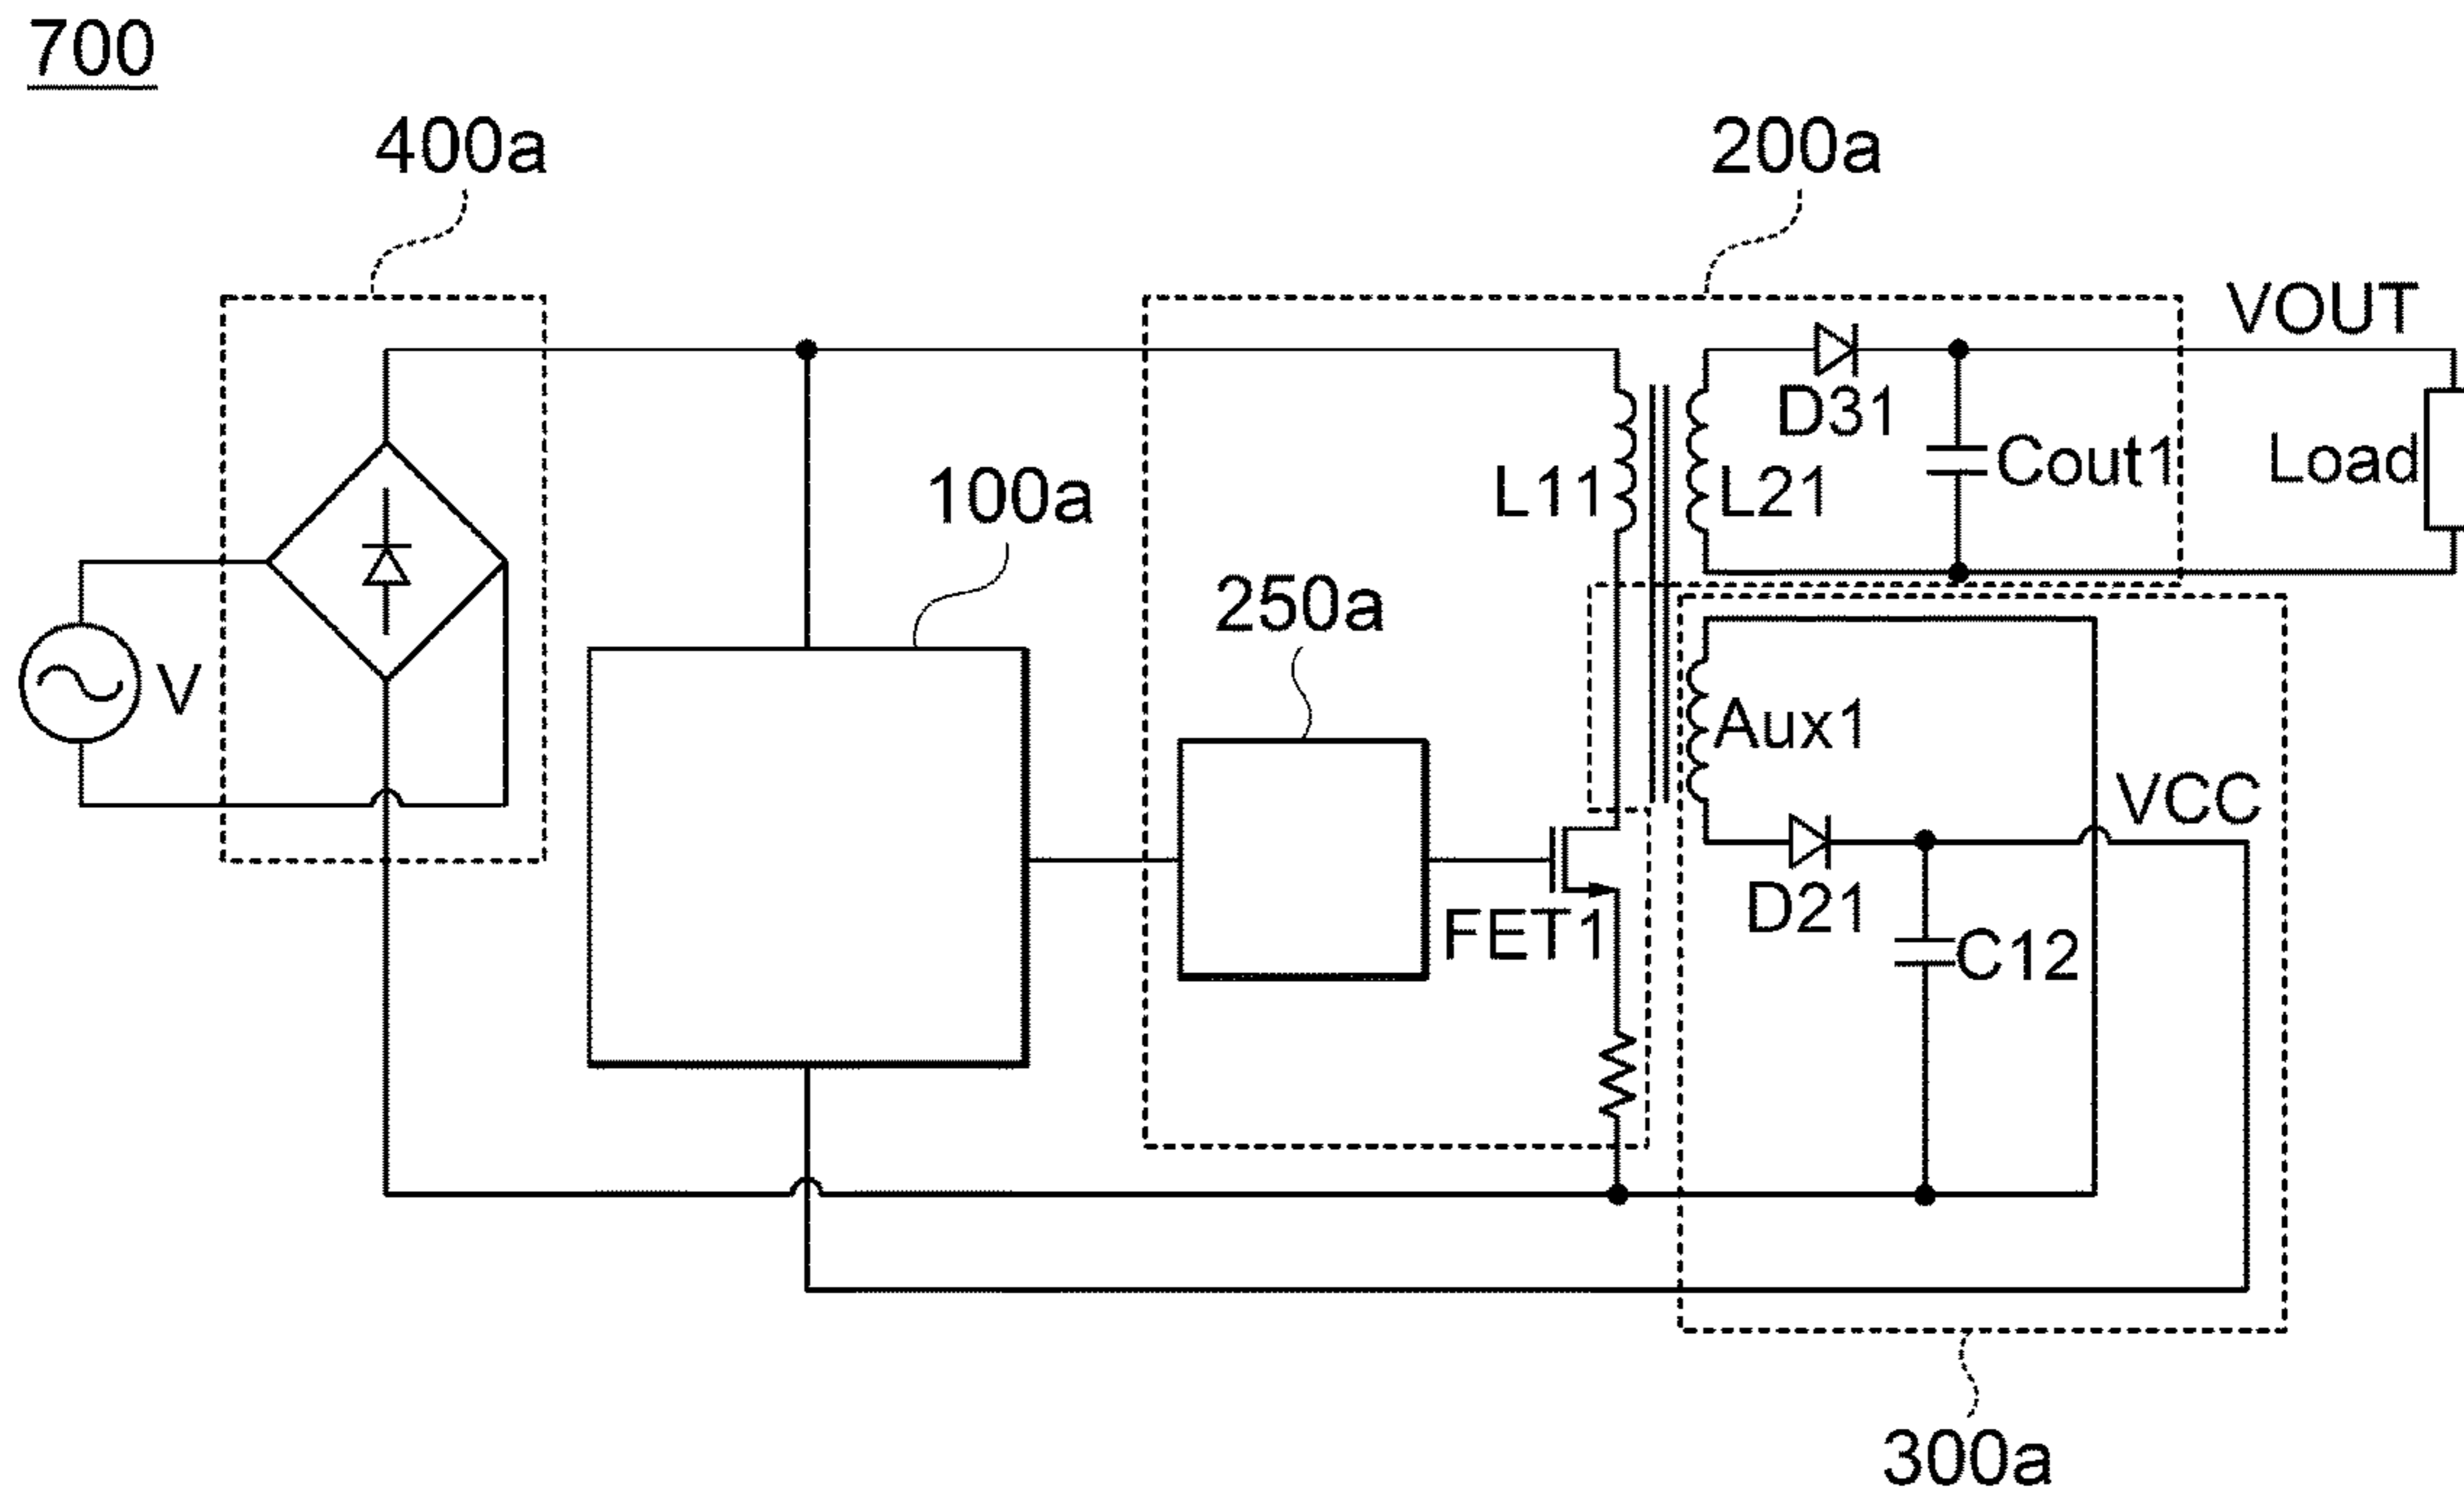 700
400a
200a
VOUT
D31
L11
L21
Cout1
Load
100a
250a
V
Aux1
VCC
D21
FET1
C12
300a